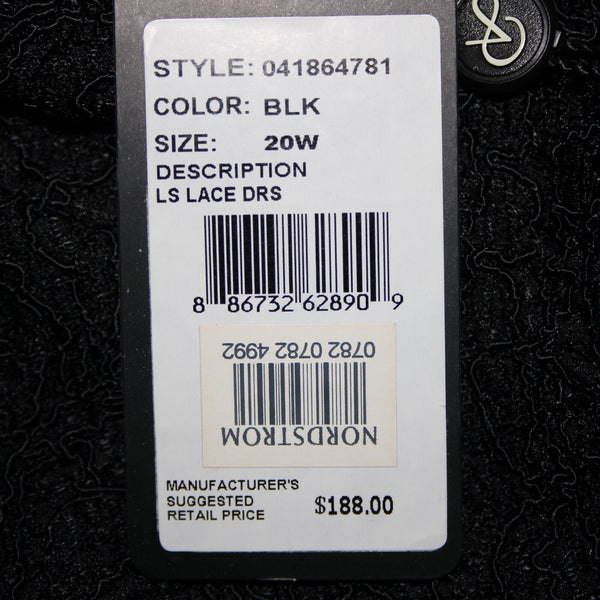 STYLE: 041864781
COLOR: BLK
SIZE: 20W
DESCRIPTION
LS LACE DRS
8 86732 62890 9
0782 0782 4992
NORDSTROM
MANUFACTURER'S
SUGGESTED
RETAIL PRICE $188.00